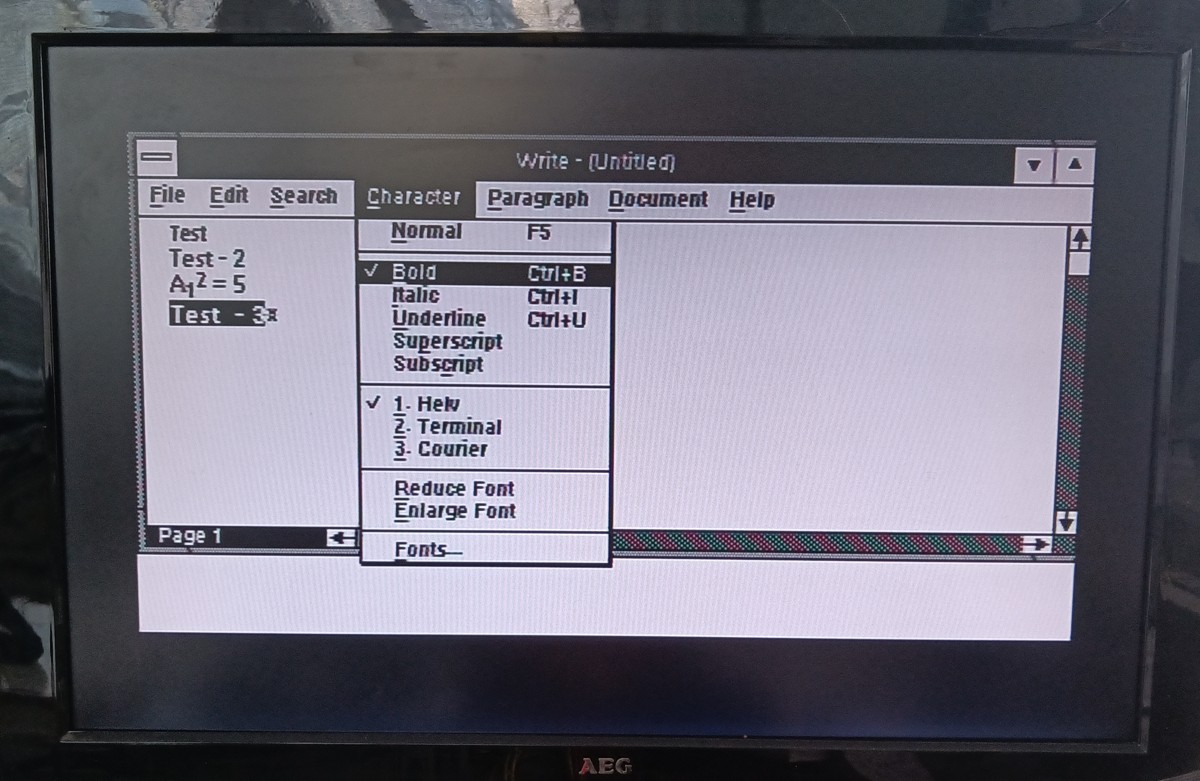 Write - (Untitled)
File Edit Search Character Paragraph Document Help
Test
Test - 2
A₁² = 5
Test - 3
Normal F5
✓ Bold Ctrl+B
Italic Ctrl+I
Underline Ctrl+U
Superscript
Subscript
✓ 1. Helv
2. Terminal
3. Courier
Reduce Font
Enlarge Font
Fonts...
Page 1
AEG